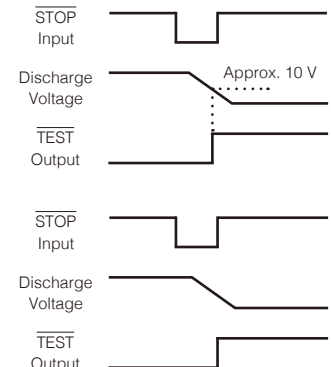 STOP
Input
Discharge
Voltage
Approx. 10 V
TEST
Output
STOP
Input
Discharge
Voltage
TEST
Output